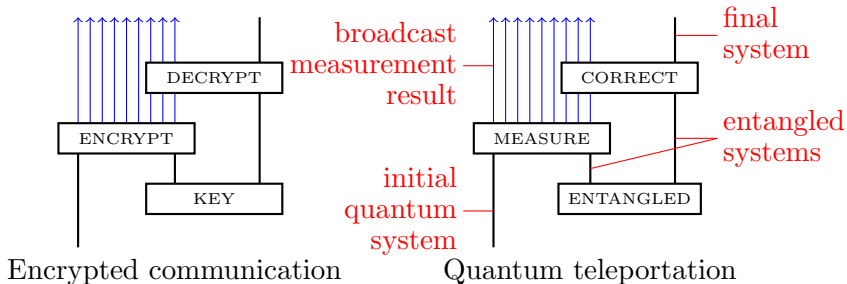 DECRYPT
ENCRYPT
KEY
Encrypted communication
broadcast
measurement
result
final
system
CORRECT
MEASURE
entangled
systems
initial
quantum
system
ENTANGLED
Quantum teleportation